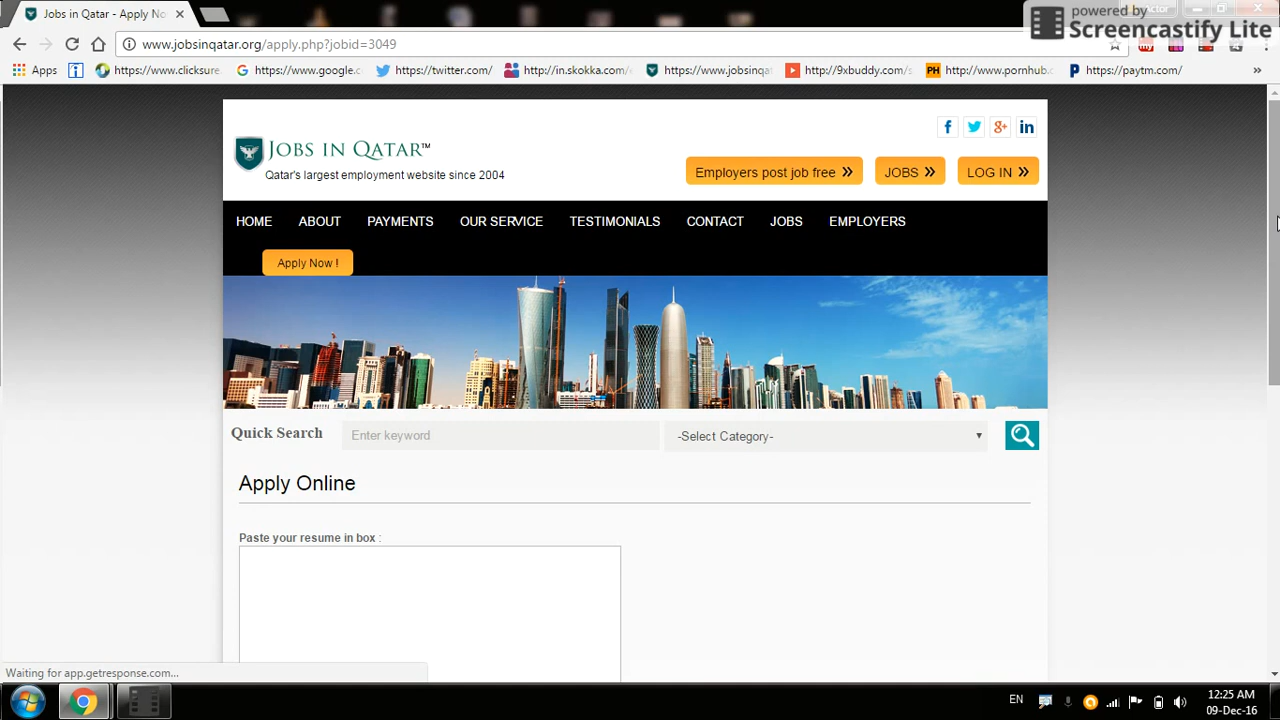 powered by
Screencastify Lite
Jobs in Qatar - Apply No
www.jobsinqatar.org/apply.php?jobid=3049
Apps https://www.clicksure. https://www.google.c https://twitter.com/ http://in.skokka.com/e https://www.jobsinqat http://9xbuddy.com/s http://www.pornhub.c https://paytm.com/ »
JOBS IN QATAR™
Qatar's largest employment website since 2004
Employers post job free » JOBS » LOG IN »
HOME ABOUT PAYMENTS OUR SERVICE TESTIMONIALS CONTACT JOBS EMPLOYERS
Apply Now !
Quick Search Enter keyword -Select Category-
Apply Online
Paste your resume in box :
Waiting for app.getresponse.com...
EN 12:25 AM
09-Dec-16